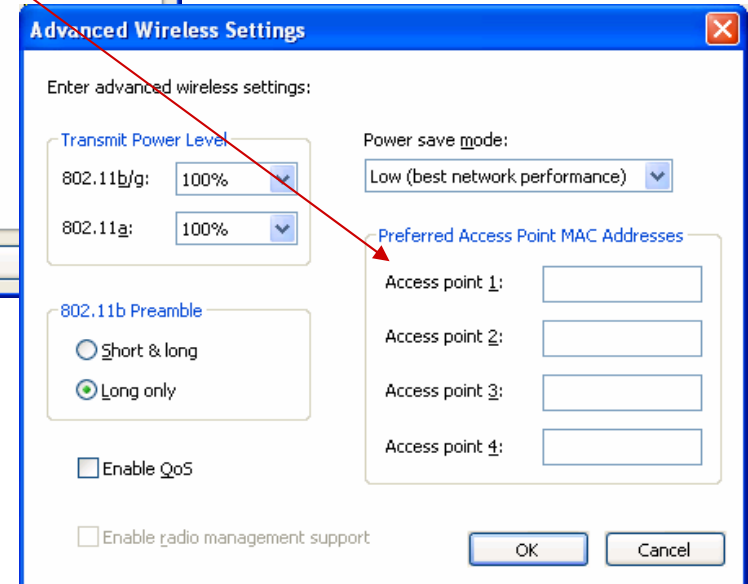 Advanced Wireless Settings
Enter advanced wireless settings:
Transmit Power Level
802.11b/g:
100%
802.11a:
100%
Power save mode:
Low (best network performance)
Preferred Access Point MAC Addresses
Access point 1:
Access point 2:
Access point 3:
Access point 4:
802.11b Preamble
Short & long
Long only
Enable QoS
Enable radio management support
OK
Cancel